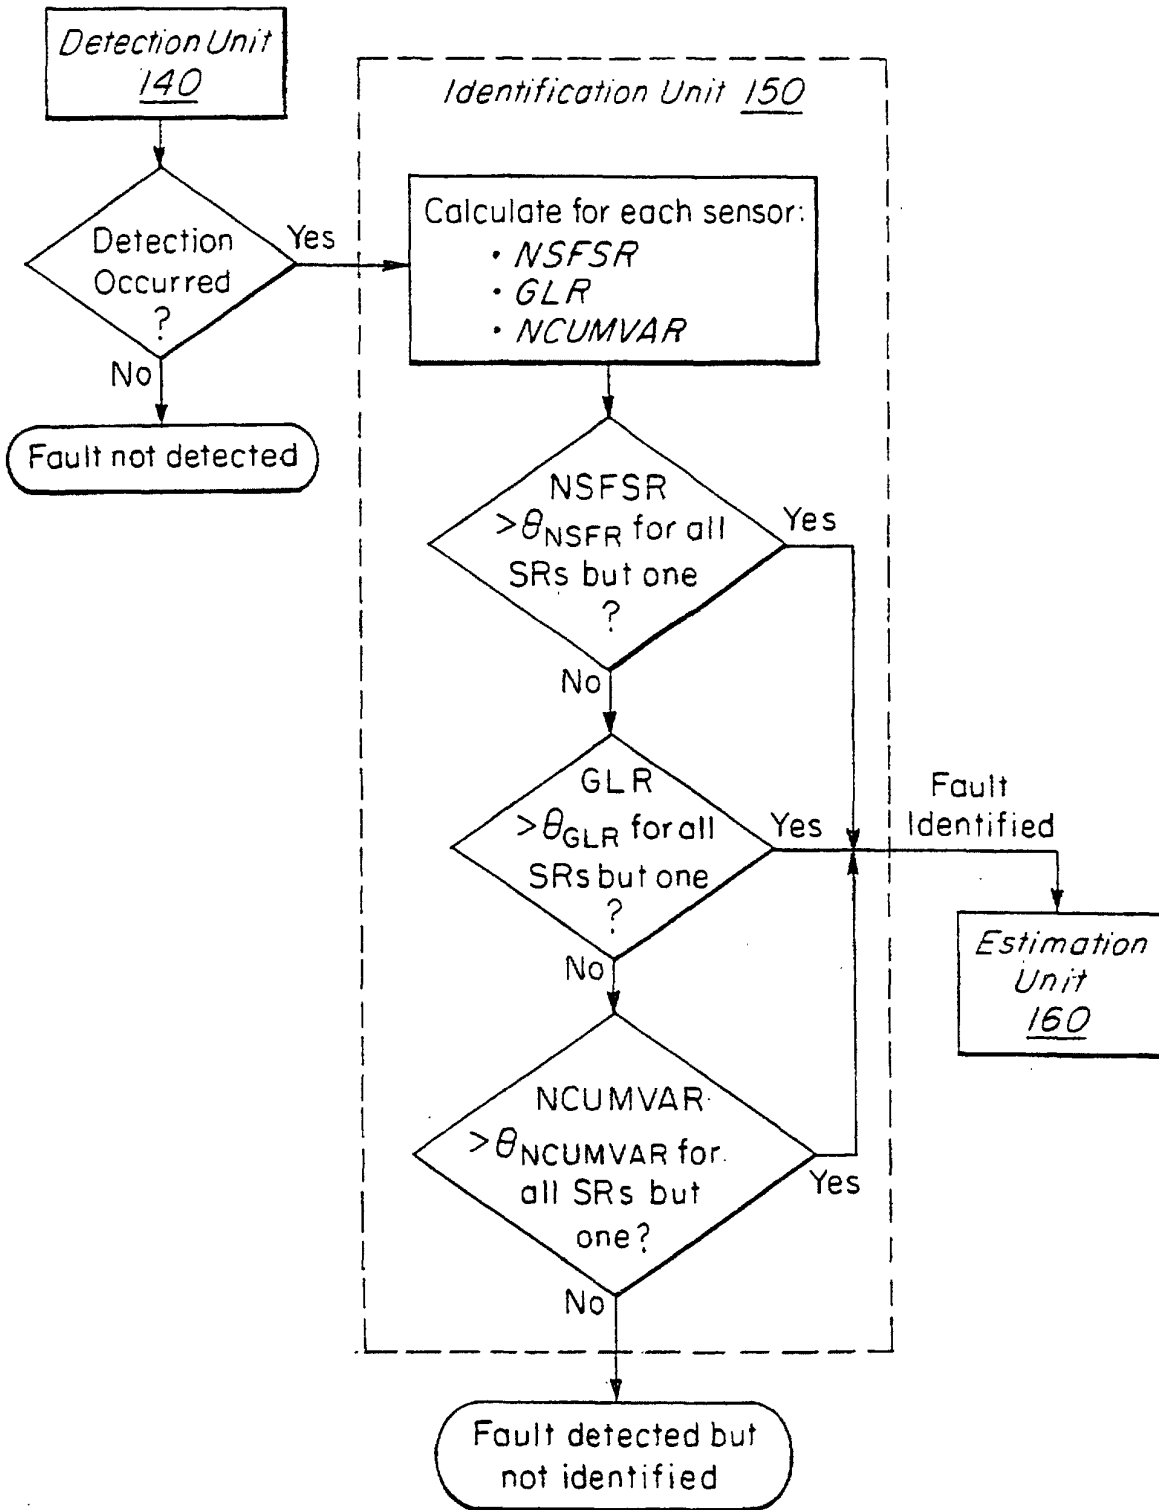 Detection Unit
140
Detection
Occurred
?
Yes
No
Fault not detected
Identification Unit 150
Calculate for each sensor:
• NSFSR
• GLR
• NCUMVAR
NSFSR
>θNSFR for all
SRs but one
?
Yes
No
GLR
>θGLR for all
SRs but one
?
Yes
No
Fault
Identified
Estimation
Unit
160
NCUMVAR
>θNCUMVAR for
all SRs but
one?
Yes
No
Fault detected but
not identified